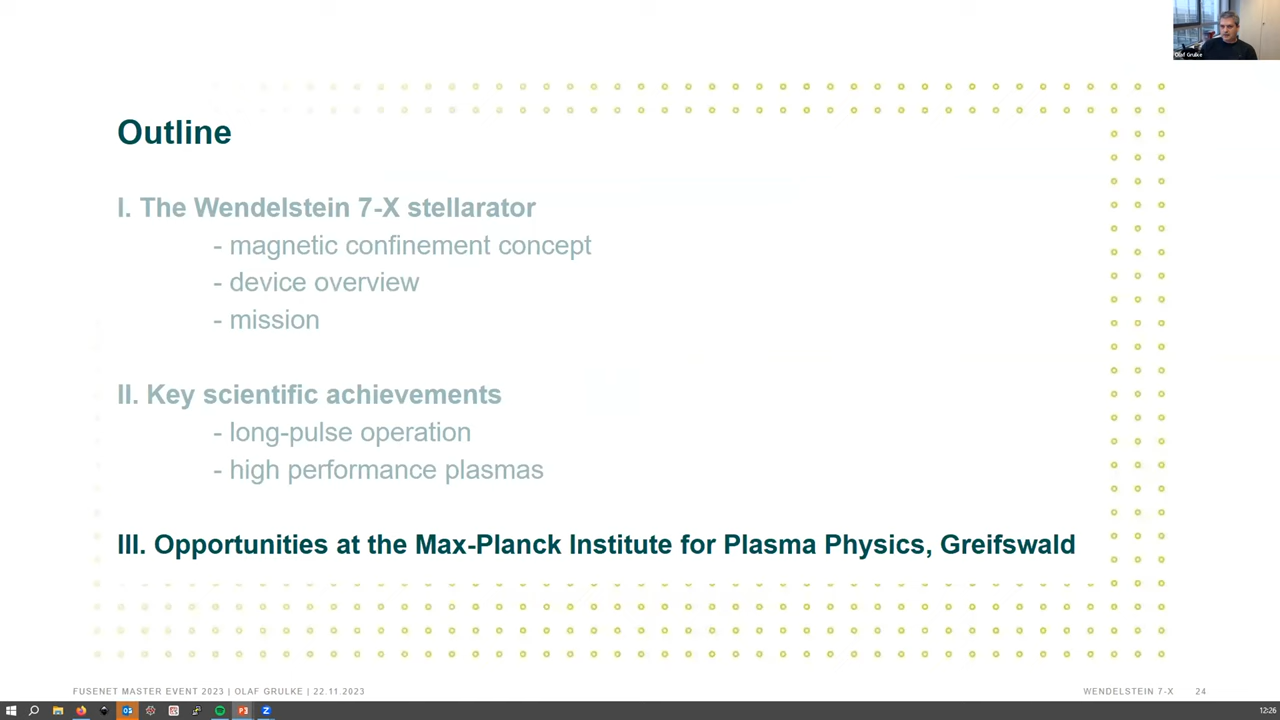 Olaf Grulke
Outline
I. The Wendelstein 7-X stellarator
- magnetic confinement concept
- device overview
- mission
II. Key scientific achievements
- long-pulse operation
- high performance plasmas
III. Opportunities at the Max-Planck Institute for Plasma Physics, Greifswald
FUSENET MASTER EVENT 2023 | OLAF GRULKE | 22.11.2023
WENDELSTEIN 7-X 24
12:26